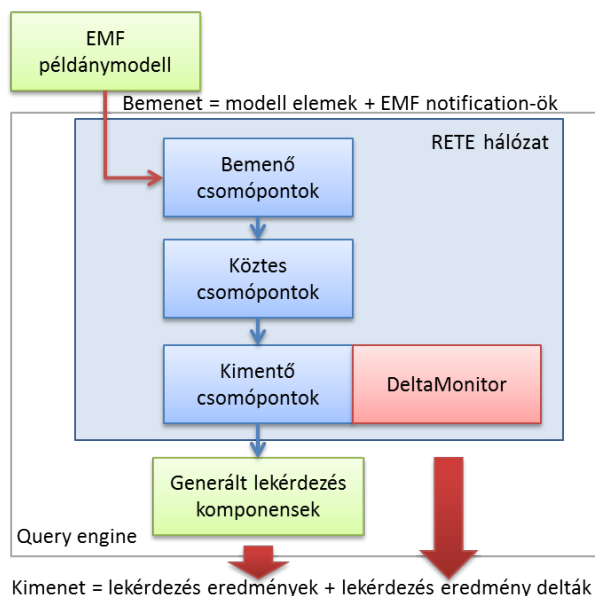 EMF
példánymodell
Bemenet = modell elemek + EMF notification-ök
RETE hálózat
Bemenő
csomópontok
Köztes
csomópontok
Kimentő
csomópontok
DeltaMonitor
Generált lekérdezés
komponensek
Query engine
Kimenet = lekérdezés eredmények + lekérdezés eredmény delták